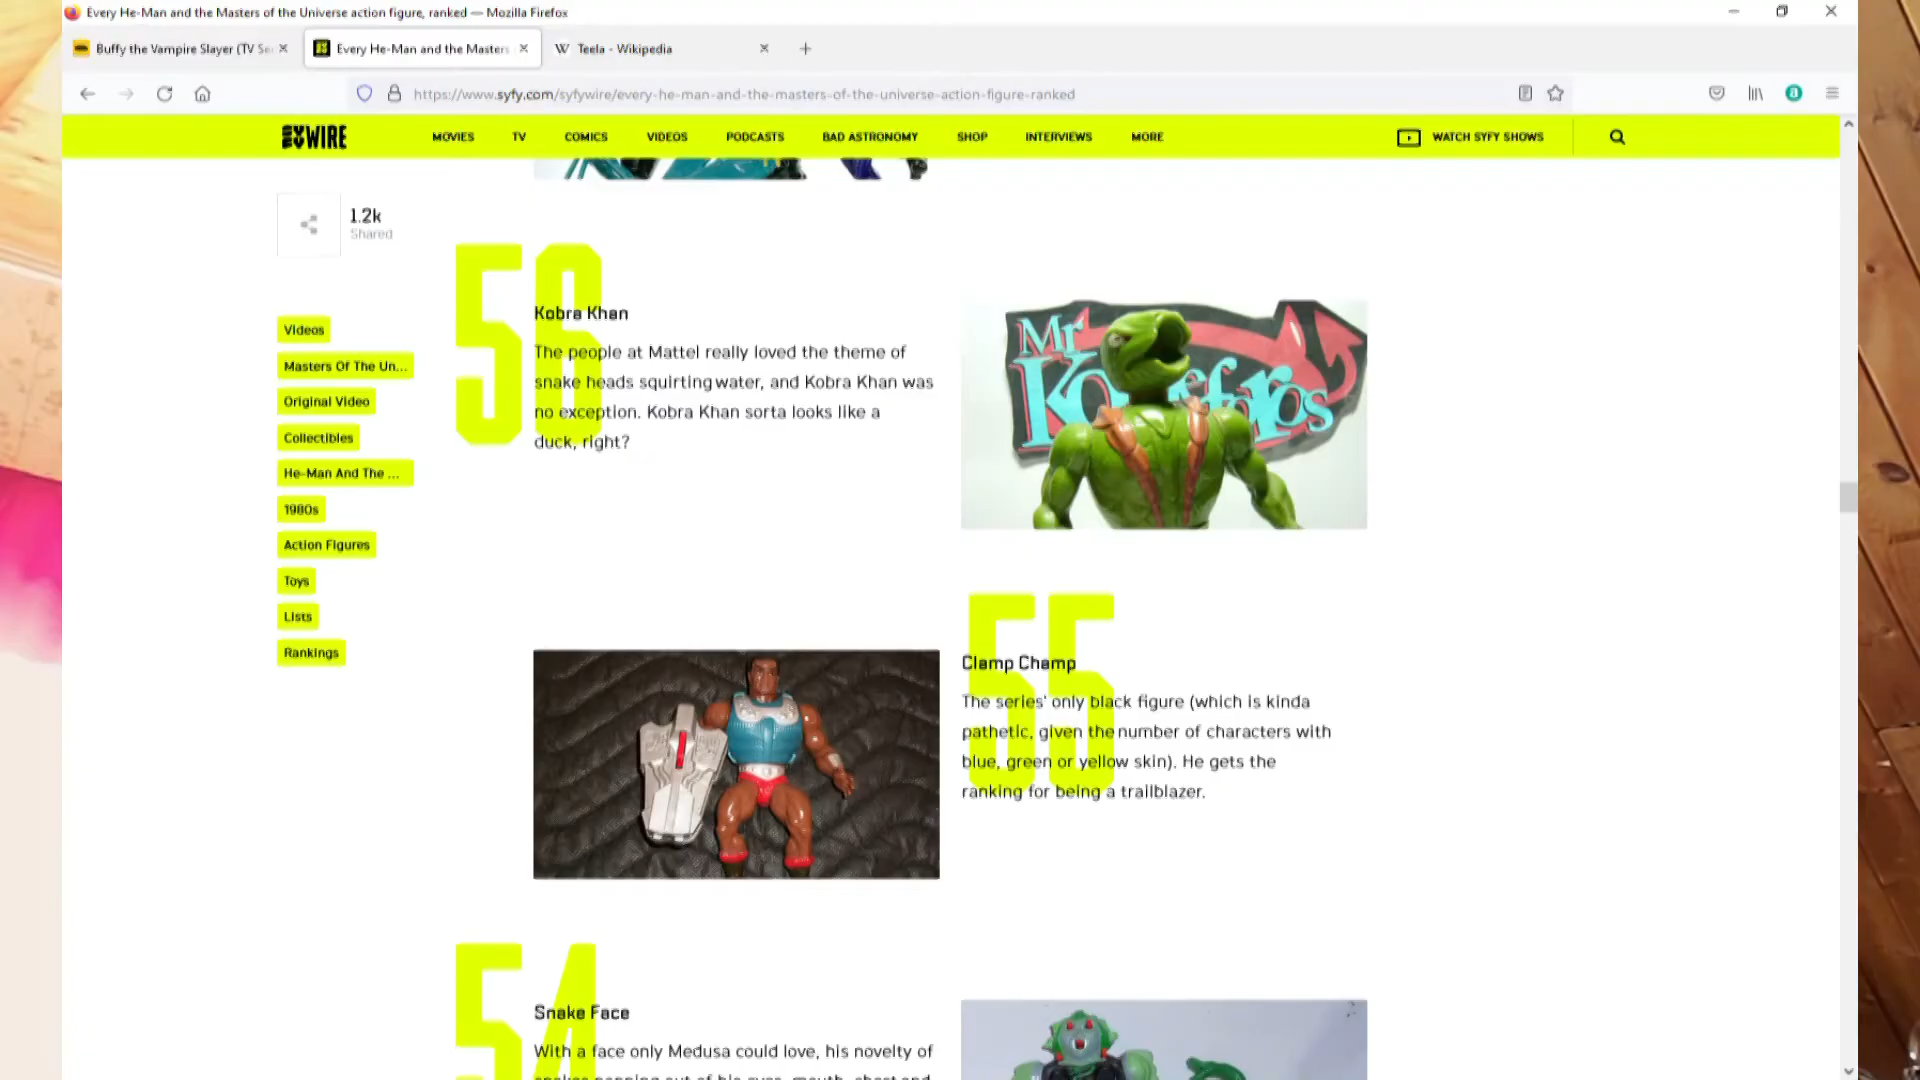 Every He-Man and the Masters of the Universe action figure, ranked — Mozilla Firefox
Buffy the Vampire Slayer (TV Se
Every He-Man and the Masters
W Teela - Wikipedia
https://www.syfy.com/syfywire/every-he-man-and-the-masters-of-the-universe-action-figure-ranked
SYWIRE
MOVIES TV COMICS VIDEOS PODCASTS BAD ASTRONOMY SHOP INTERVIEWS MORE WATCH SYFY SHOWS
1.2k
Shared
Videos
Masters Of The Un...
Original Video
Collectibles
He-Man And The ...
1980s
Action Figures
Toys
Lists
Rankings
56
Kobra Khan
The people at Mattel really loved the theme of
snake heads squirting water, and Kobra Khan was
no exception. Kobra Khan sorta looks like a
duck, right?
Mr
55
Clamp Champ
The series' only black figure (which is kinda
pathetic, given the number of characters with
blue, green or yellow skin). He gets the
ranking for being a trailblazer.
54
Snake Face
With a face only Medusa could love, his novelty of